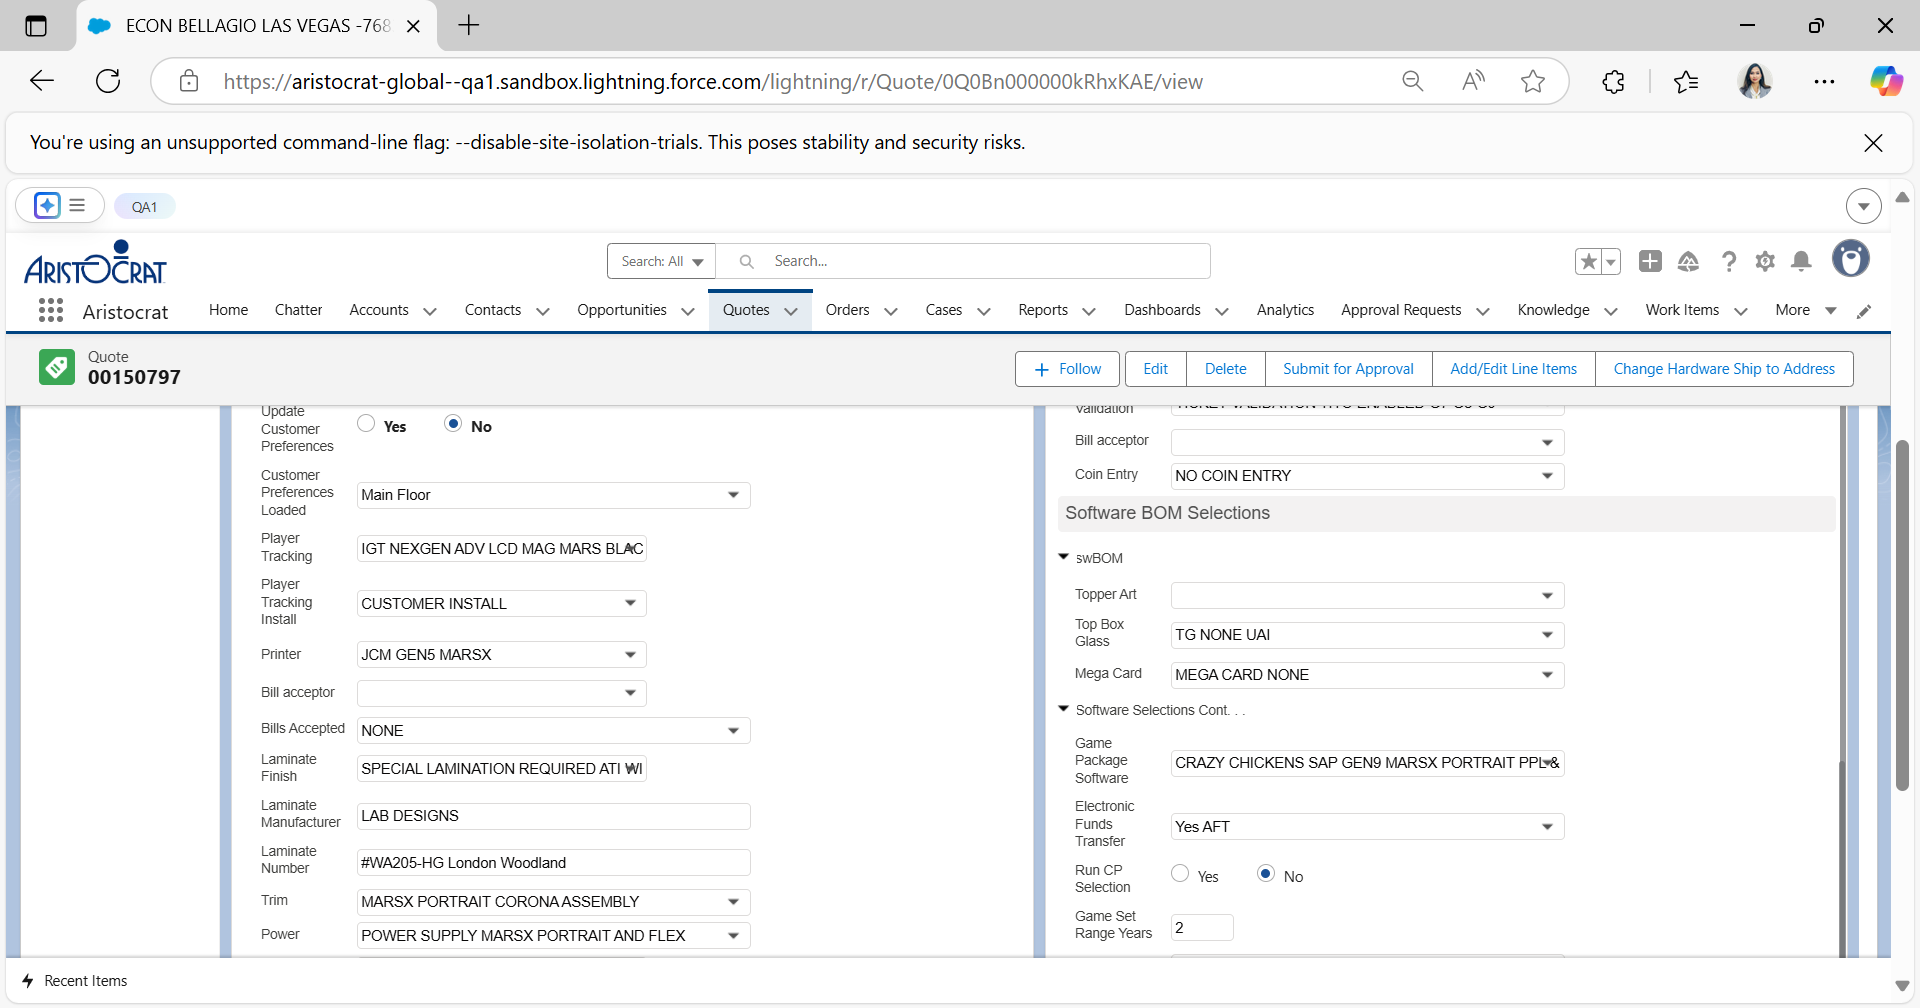 ECON BELLAGIO LAS VEGAS -768
https://aristocrat-global--qa1.sandbox.lightning.force.com/lightning/r/Quote/0Q0Bn000000kRhxKAE/view
You're using an unsupported command-line flag: --disable-site-isolation-trials. This poses stability and security risks.
QA1
ARISTOCRAT
Search: All
Search...
Aristocrat
Home
Chatter
Accounts
Contacts
Opportunities
Quotes
Orders
Cases
Reports
Dashboards
Analytics
Approval Requests
Knowledge
Work Items
More
Quote
00150797
Follow
Edit
Delete
Submit for Approval
Add/Edit Line Items
Change Hardware Ship to Address
Update
Customer
Preferences
Yes
No
Customer
Preferences
Loaded
Main Floor
Player
Tracking
IGT NEXGEN ADV LCD MAG MARS BLAC
Player
Tracking
Install
CUSTOMER INSTALL
Printer
JCM GEN5 MARSX
Bill acceptor
Bills Accepted
NONE
Laminate
Finish
SPECIAL LAMINATION REQUIRED ATI WI
Laminate
Manufacturer
LAB DESIGNS
Laminate
Number
#WA205-HG London Woodland
Trim
MARSX PORTRAIT CORONA ASSEMBLY
Power
POWER SUPPLY MARSX PORTRAIT AND FLEX
Validation
Bill acceptor
Coin Entry
NO COIN ENTRY
Software BOM Selections
swBOM
Topper Art
Top Box
Glass
TG NONE UAI
Mega Card
MEGA CARD NONE
Software Selections Cont. . .
Game
Package
Software
CRAZY CHICKENS SAP GEN9 MARSX PORTRAIT PPL &
Electronic
Funds
Transfer
Yes AFT
Run CP
Selection
Yes
No
Game Set
Range Years
2
Recent Items